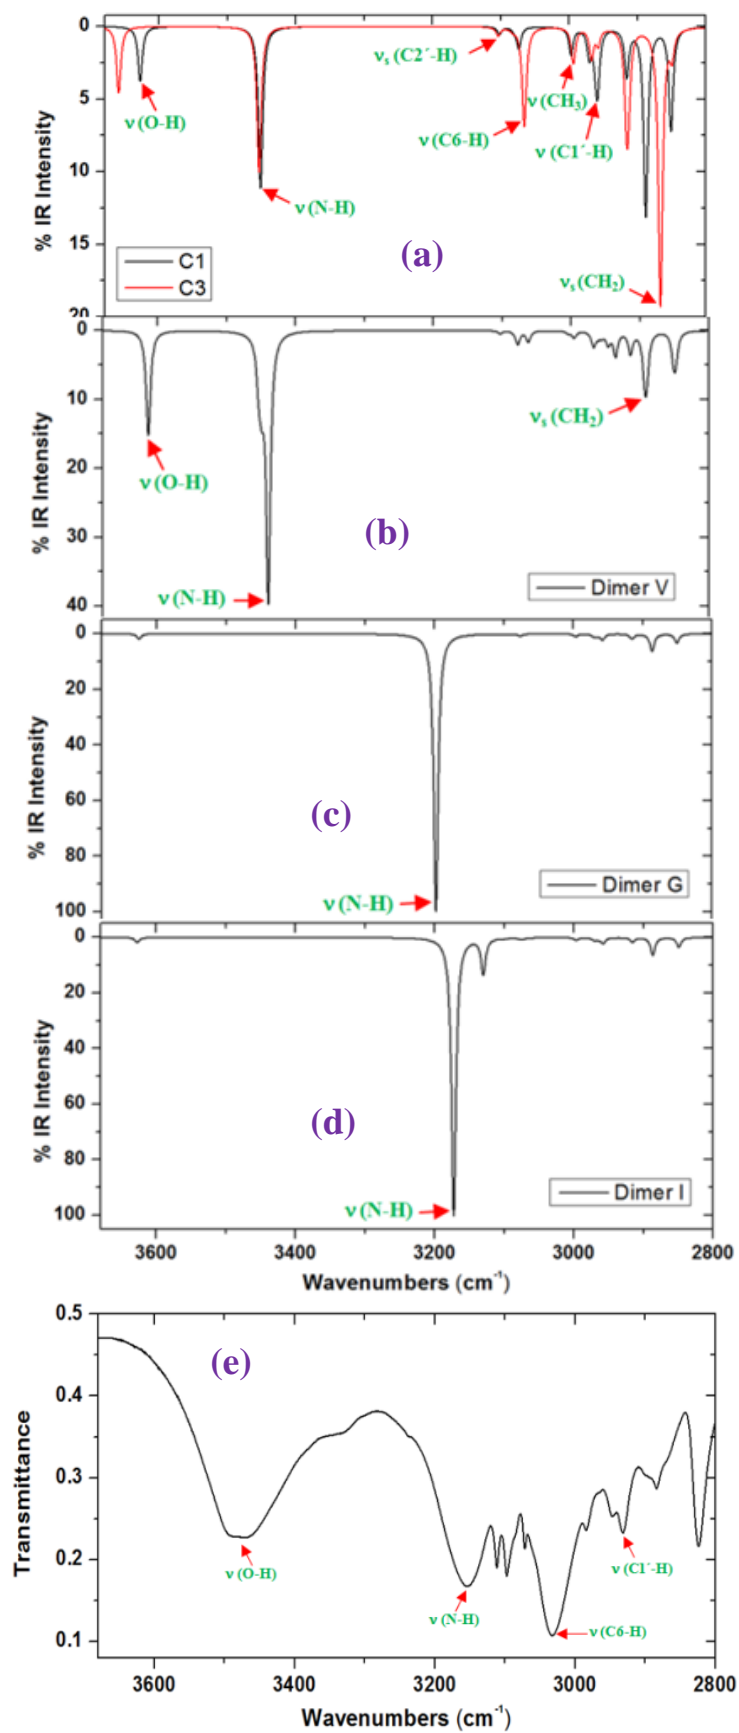 0
5
10
15
20
% IR Intensity
ν (O-H)
ν (N-H)
νs (C2´-H)
ν (C6-H)
ν (CH3)
ν (C1´-H)
νs (CH2)
(a)
C1
C3
0
10
20
30
40
% IR Intensity
ν (O-H)
ν (N-H)
νs (CH2)
(b)
Dimer V
0
20
40
60
80
100
% IR Intensity
ν (N-H)
(c)
Dimer G
0
20
40
60
80
100
% IR Intensity
ν (N-H)
(d)
Dimer I
3600 3400 3200 3000 2800
Wavenumbers (cm-1)
0.5
0.4
0.3
0.2
0.1
Transmittance
(e)
ν (O-H)
ν (N-H)
ν (C6-H)
ν (C1´-H)
3600 3400 3200 3000 2800
Wavenumbers (cm-1)